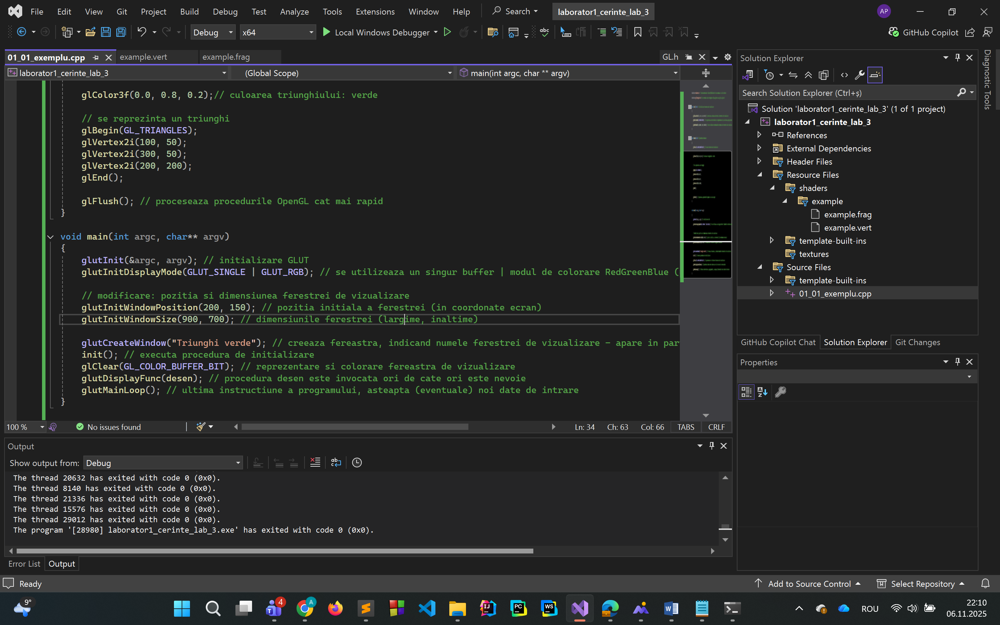 File Edit View Git Project Build Debug Test Analyze Tools Extensions Window Help Search laborator1_cerinte_lab_3 AP
Debug x64 Local Windows Debugger GitHub Copilot
01_01_exemplu.cpp example.vert example.frag GL.h
laborator1_cerinte_lab_3 (Global Scope) main(int argc, char ** argv)
glColor3f(0.0, 0.8, 0.2);// culoarea triunghiului: verde
// se reprezinta un triunghi
glBegin(GL_TRIANGLES);
glVertex2i(100, 50);
glVertex2i(300, 50);
glVertex2i(200, 200);
glEnd();
glFlush(); // proceseaza procedurile OpenGL cat mai rapid
}
void main(int argc, char** argv)
{
glutInit(&argc, argv); // initializare GLUT
glutInitDisplayMode(GLUT_SINGLE | GLUT_RGB); // se utilizeaza un singur buffer | modul de colorare RedGreenBlue (
// modificare: pozitia si dimensiunea ferestrei de vizualizare
glutInitWindowPosition(200, 150); // pozitia initiala a ferestrei (in coordonate ecran)
glutInitWindowSize(900, 700); // dimensiunile ferestrei (largime, inaltime)
glutCreateWindow("Triunghi verde"); // creeaza fereastra, indicand numele ferestrei de vizualizare - apare in par
init(); // executa procedura de initializare
glClear(GL_COLOR_BUFFER_BIT); // reprezentare si colorare fereastra de vizualizare
glutDisplayFunc(desen); // procedura desen este invocata ori de cate ori este nevoie
glutMainLoop(); // ultima instructiune a programului, asteapta (eventuale) noi date de intrare
}
100 % No issues found Ln: 34 Ch: 63 Col: 66 TABS CRLF
Output
Show output from: Debug
The thread 20632 has exited with code 0 (0x0).
The thread 8140 has exited with code 0 (0x0).
The thread 21336 has exited with code 0 (0x0).
The thread 15576 has exited with code 0 (0x0).
The thread 29012 has exited with code 0 (0x0).
The program '[28980] laborator1_cerinte_lab_3.exe' has exited with code 0 (0x0).
Error List Output
Solution Explorer
Search Solution Explorer (Ctrl+ș)
Solution 'laborator1_cerinte_lab_3' (1 of 1 project)
laborator1_cerinte_lab_3
References
External Dependencies
Header Files
Resource Files
shaders
example
example.frag
example.vert
template-built-ins
textures
Source Files
template-built-ins
01_01_exemplu.cpp
GitHub Copilot Chat Solution Explorer Git Changes
Properties
Diagnostic Tools
Ready Add to Source Control Select Repository
9° 4 A ROU 22:10
06.11.2025